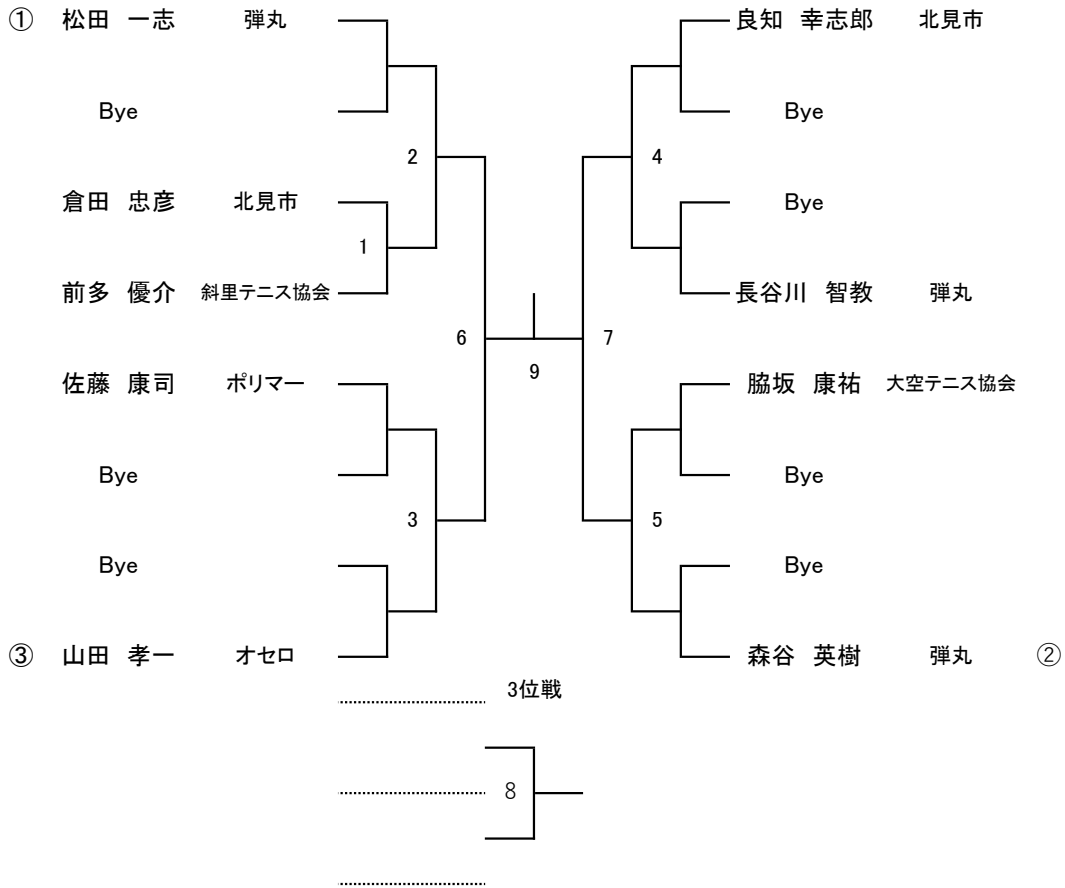 ① 松田 一志 弾丸
Bye
2
倉田 忠彦 北見市
1
前多 優介 斜里テニス協会
6
佐藤 康司 ポリマー
Bye
3
Bye
③ 山田 孝一 オセロ
9
良知 幸志郎 北見市
Bye
4
Bye
長谷川 智教 弾丸
7
脇坂 康祐 大空テニス協会
Bye
5
Bye
森谷 英樹 弾丸 ②
3位戦
8